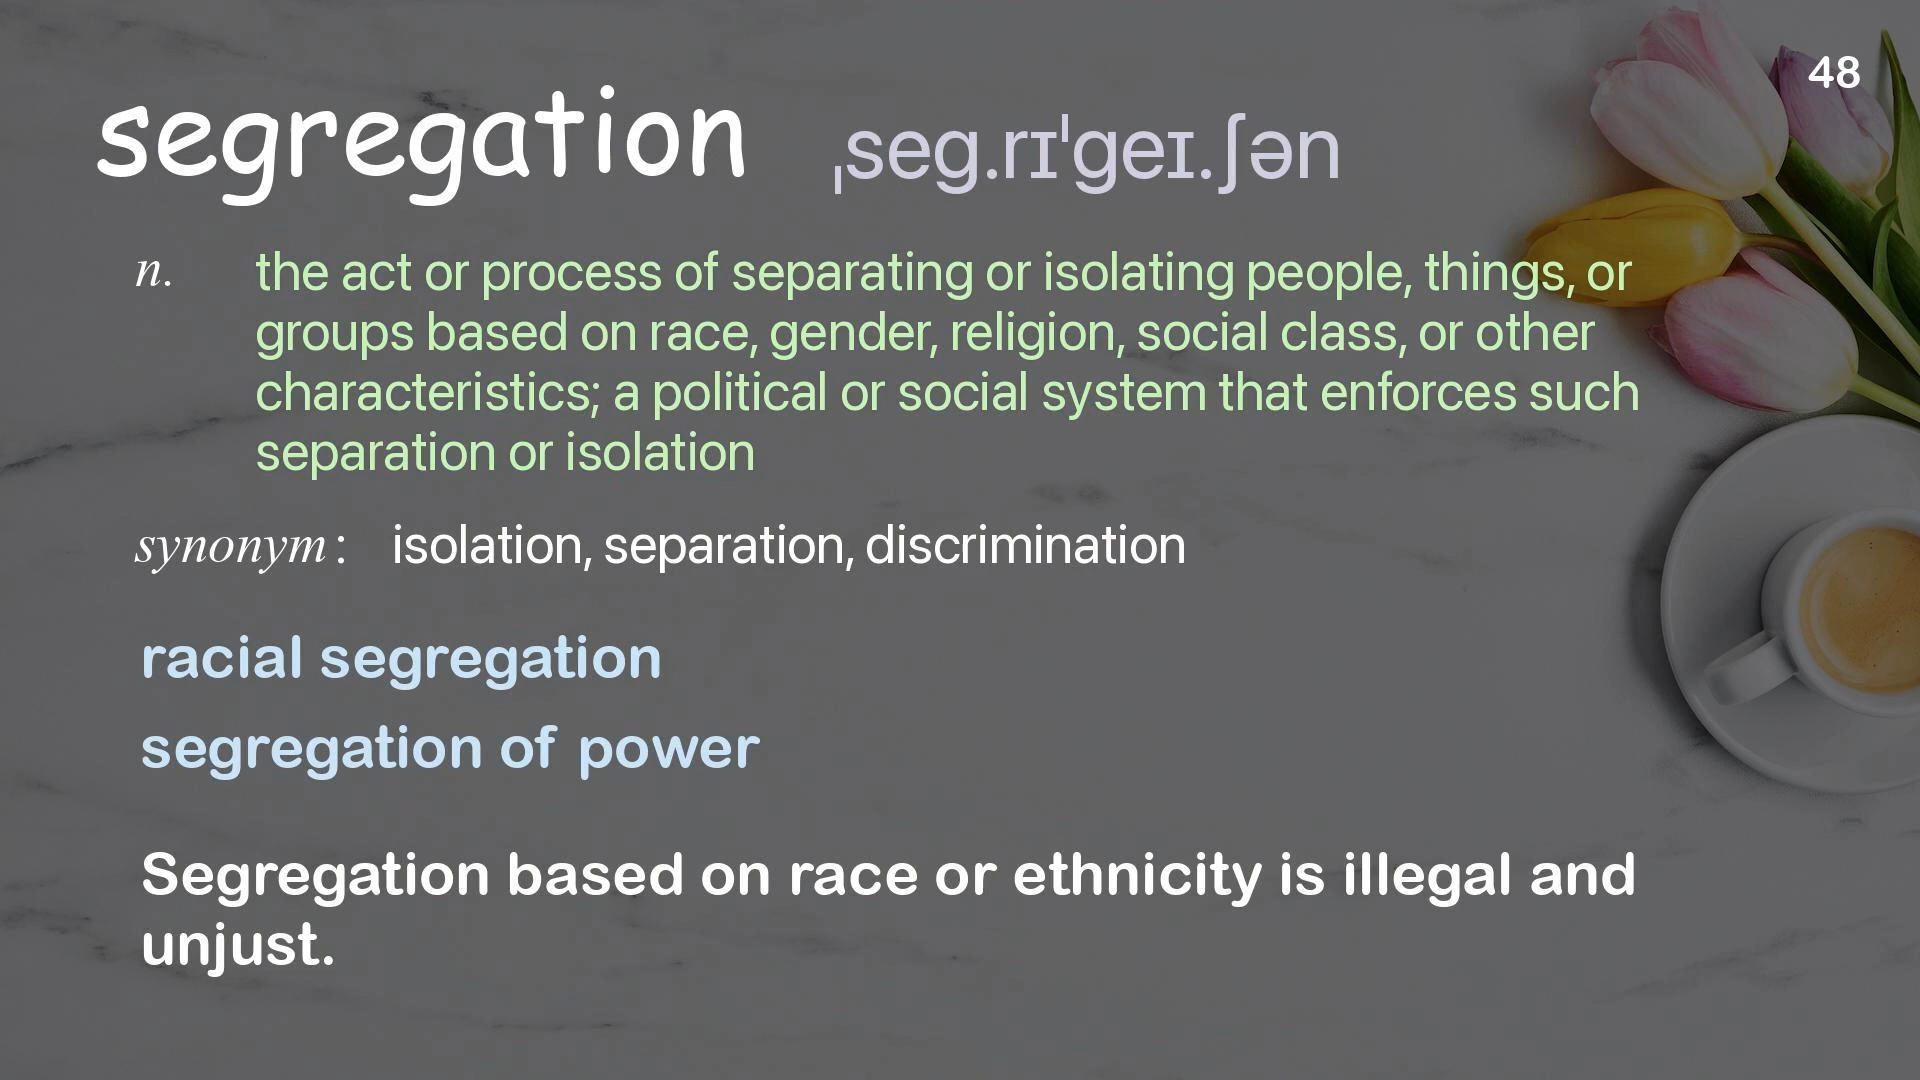 48
segregation ˌseg.rɪˈgeɪ.ʃən
n. the act or process of separating or isolating people, things, or
groups based on race, gender, religion, social class, or other
characteristics; a political or social system that enforces such
separation or isolation
synonym: isolation, separation, discrimination
racial segregation
segregation of power
Segregation based on race or ethnicity is illegal and
unjust.